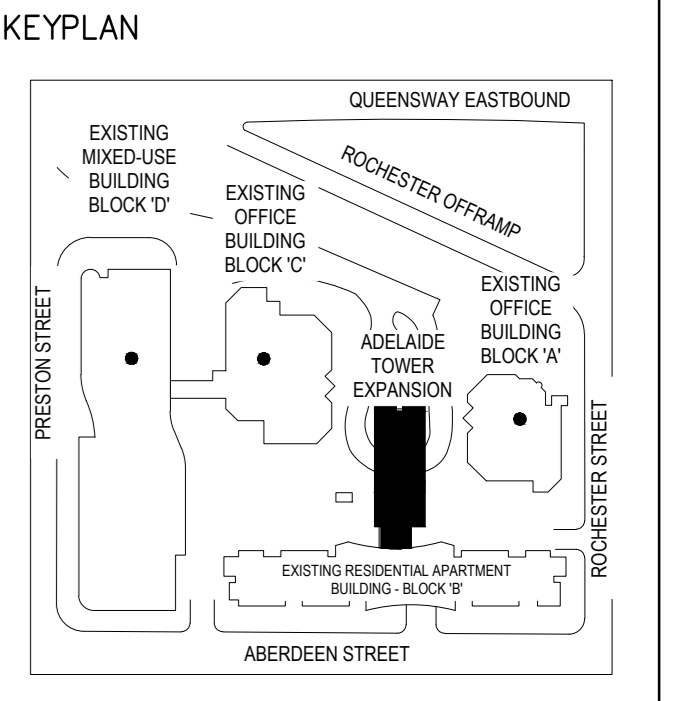 KEYPLAN
QUEENSWAY EASTBOUND
EXISTING
MIXED-USE
BUILDING
BLOCK 'D'
ROCHESTER OFFRAMP
EXISTING
OFFICE
BUILDING
BLOCK 'C'
EXISTING
OFFICE
BUILDING
BLOCK 'A'
ADELAIDE
TOWER
EXPANSION
PRESTON STREET
ROCHESTER STREET
EXISTING RESIDENTIAL APARTMENT
BUILDING - BLOCK 'B'
ABERDEEN STREET